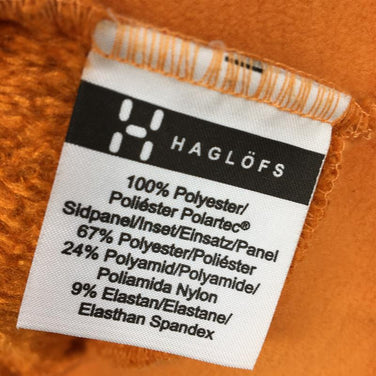 HAGLÖFS
100% Polyester/
Poliéster Polartec®
Sidpanel/Inset/Einsatz/Panel
67% Polyester/Poliéster
24% Polyamid/Polyamide/
Poliamida Nylon
9% Elastan/Elastane/
Elasthan Spandex